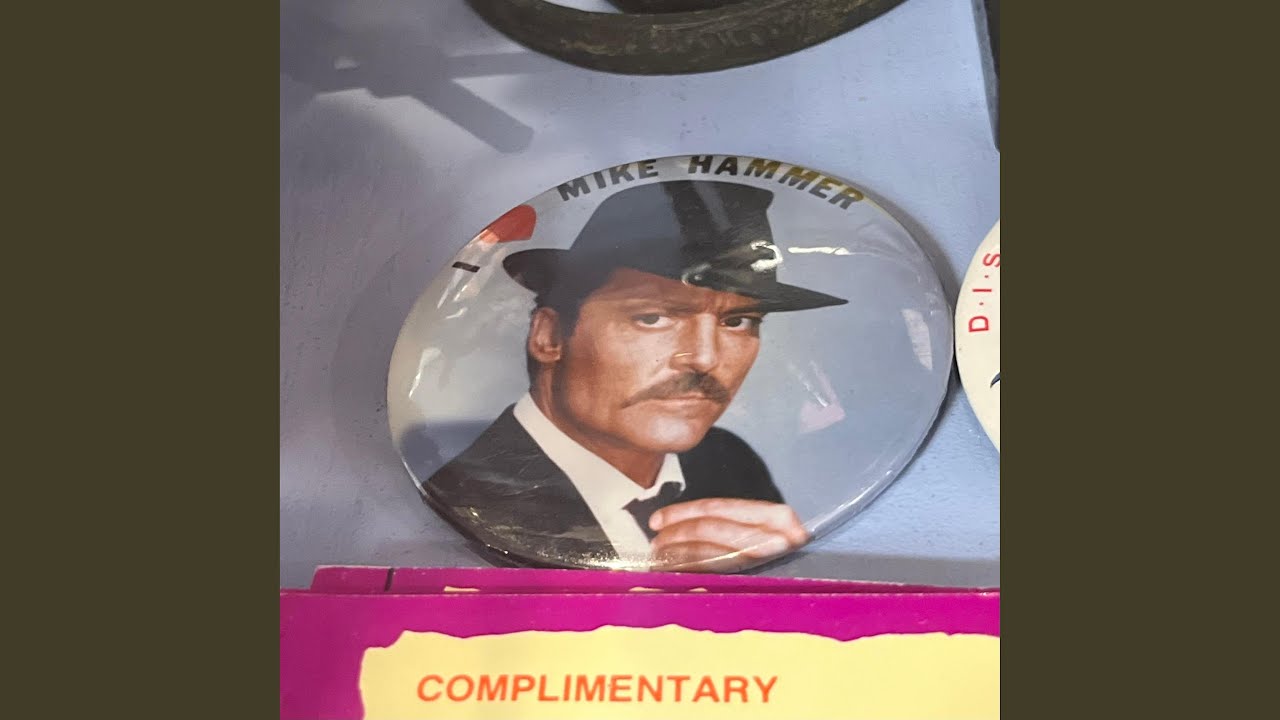 I MIKE HAMMER
D·I·S
COMPLIMENTARY